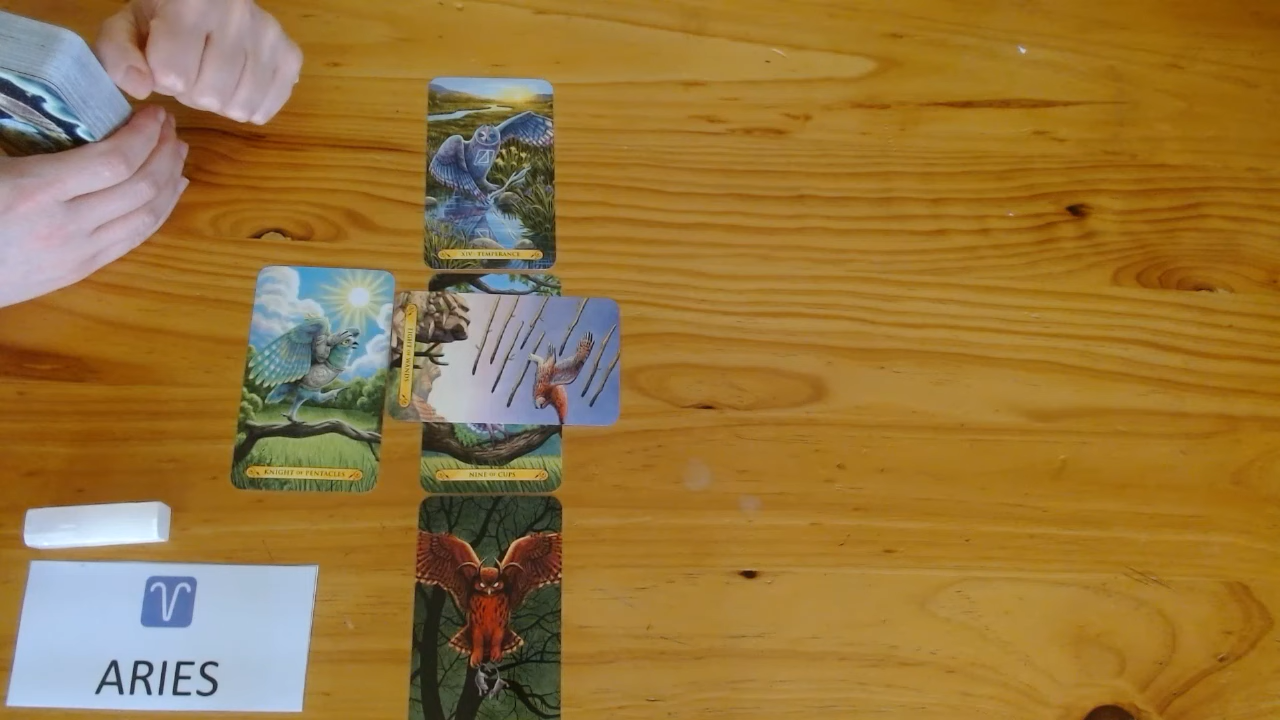 XIV · TEMPERANCE
EIGHT OF WANDS
KNIGHT OF PENTACLES
NINE OF CUPS
ARIES